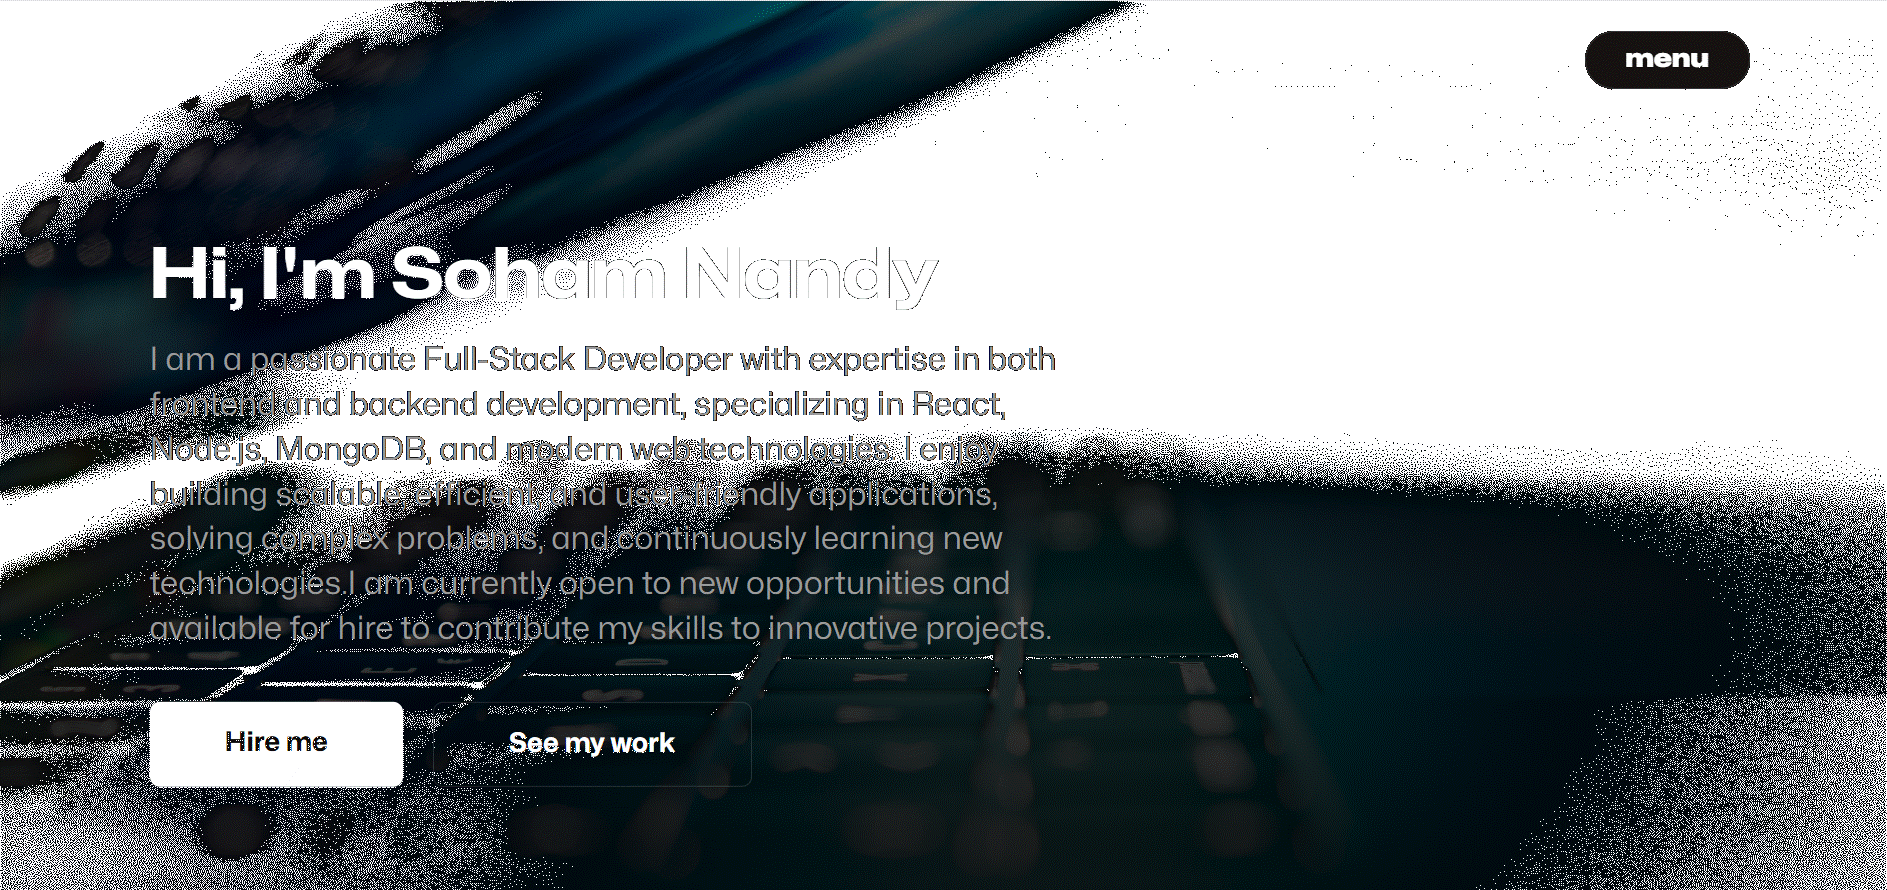 menu
Hi, I'm Soham Nandy
I am a passionate Full-Stack Developer with expertise in both
frontend and backend development, specializing in React,
Node.js, MongoDB, and modern web technologies. I enjoy
building scalable, efficient, and user-friendly applications,
solving complex problems, and continuously learning new
technologies.I am currently open to new opportunities and
available for hire to contribute my skills to innovative projects.
Hire me
See my work